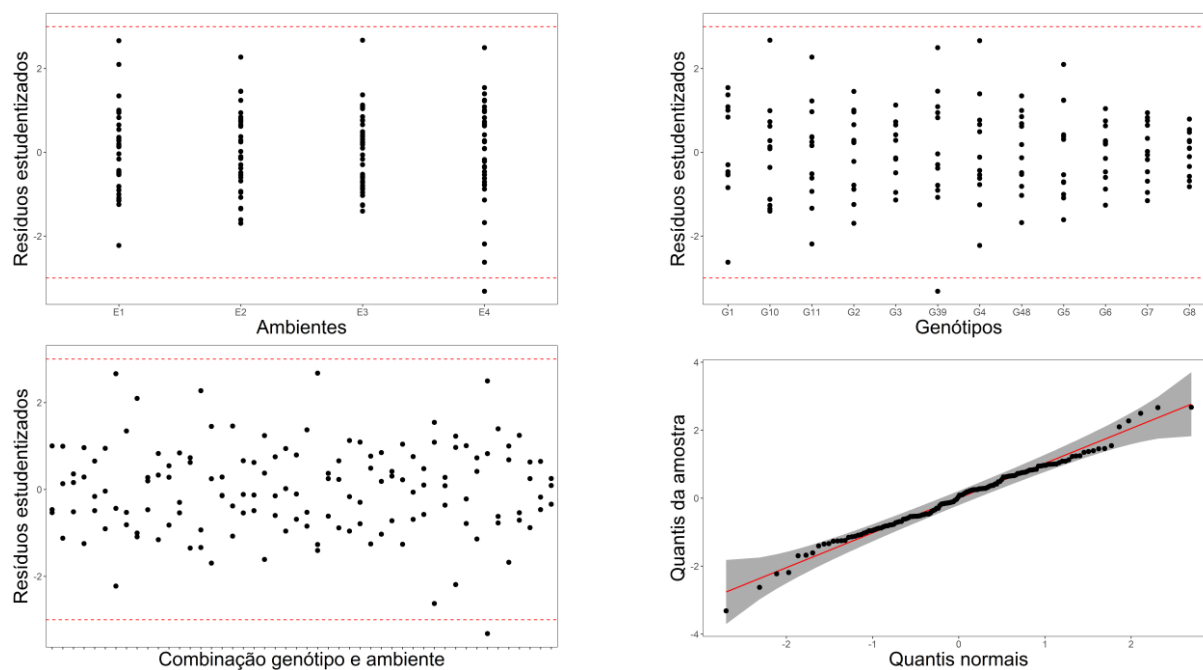 Resíduos estudentizados
2
0
-2
E1 E2 E3 E4
Ambientes
Resíduos estudentizados
2
0
-2
G1 G10 G11 G2 G3 G39 G4 G48 G5 G6 G7 G8
Genótipos
Resíduos estudentizados
2
0
-2
Combinação genótipo e ambiente
Quantis da amostra
4
2
0
-2
-4
-2 -1 0 1 2
Quantis normais